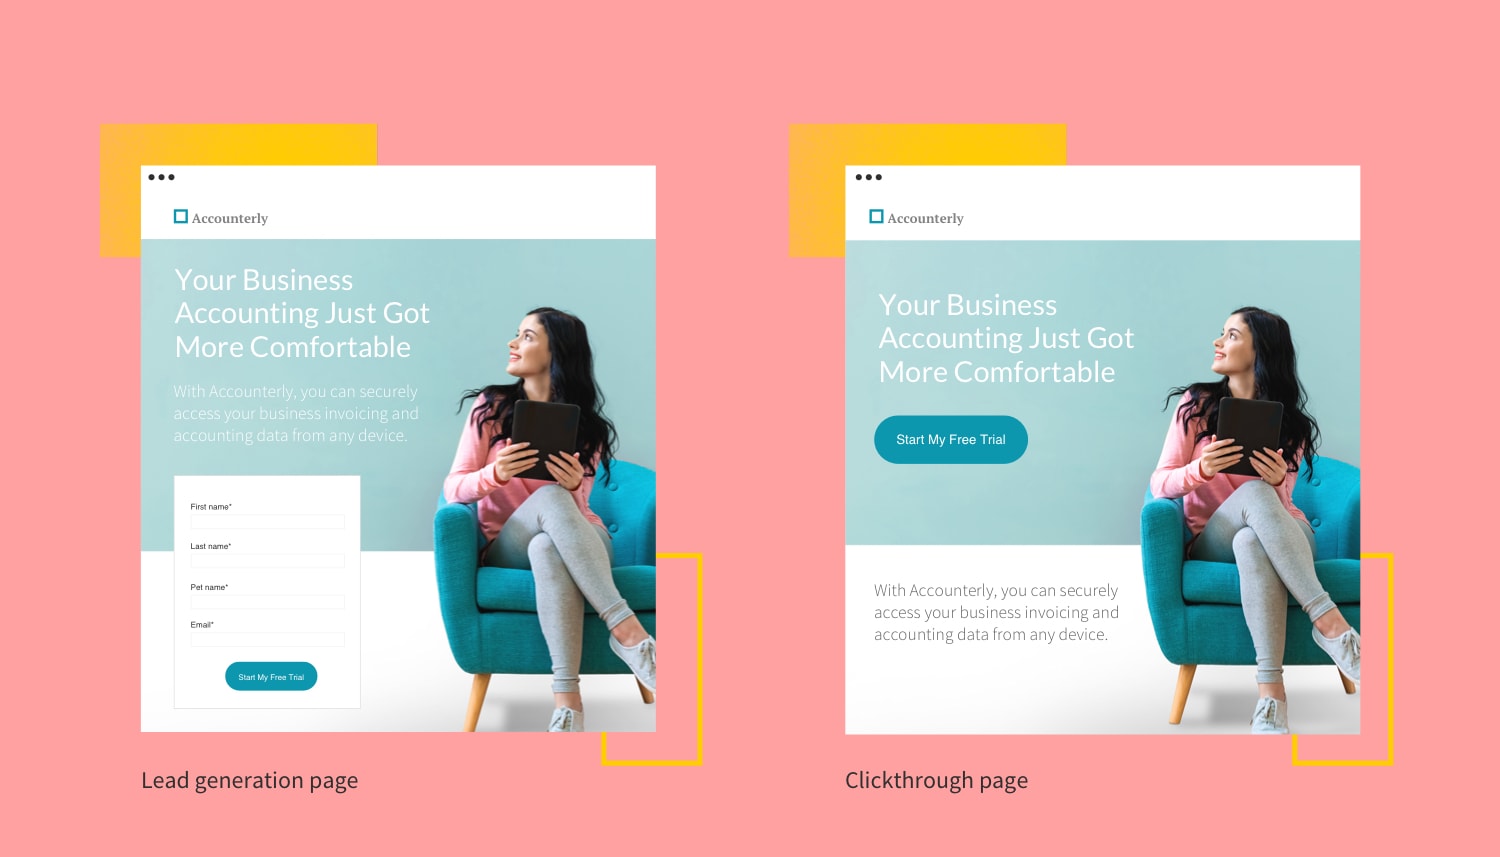 Accounterly
Your Business
Accounting Just Got
More Comfortable
With Accounterly, you can securely
access your business invoicing and
accounting data from any device.
First name*
Last name*
Pet name*
Email*
Start My Free Trial
Lead generation page
Accounterly
Your Business
Accounting Just Got
More Comfortable
Start My Free Trial
With Accounterly, you can securely
access your business invoicing and
accounting data from any device.
Clickthrough page